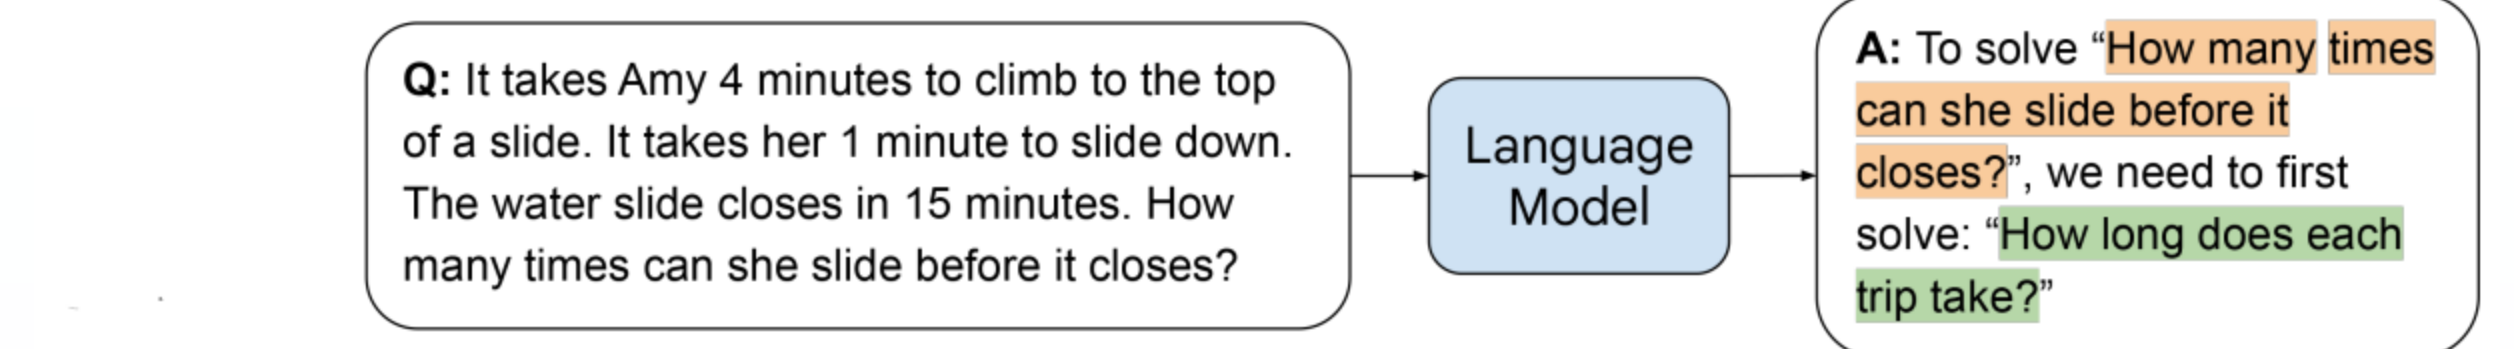 Q: It takes Amy 4 minutes to climb to the top
of a slide. It takes her 1 minute to slide down.
The water slide closes in 15 minutes. How
many times can she slide before it closes?
Language
Model
A: To solve “How many times
can she slide before it
closes?”, we need to first
solve: “How long does each
trip take?”